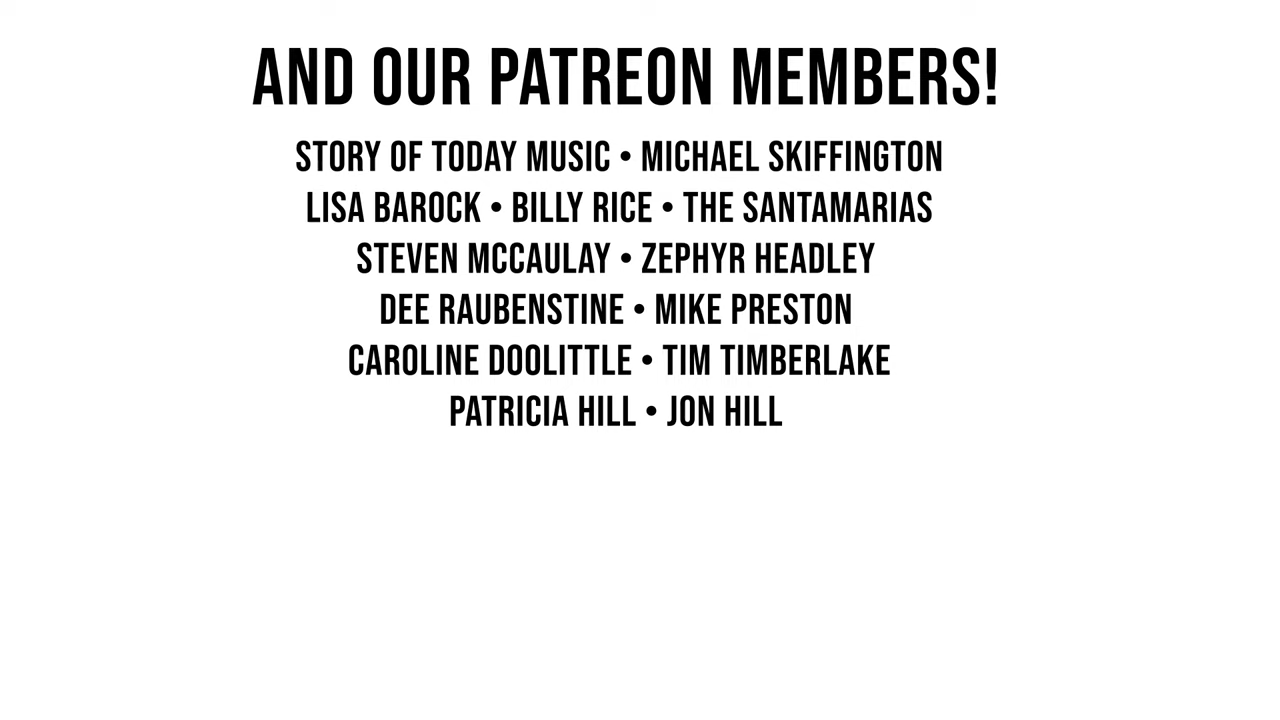 AND OUR PATREON MEMBERS!
STORY OF TODAY MUSIC • MICHAEL SKIFFINGTON
LISA BAROCK • BILLY RICE • THE SANTAMARIAS
STEVEN MCCAULAY • ZEPHYR HEADLEY
DEE RAUBENSTINE • MIKE PRESTON
CAROLINE DOOLITTLE • TIM TIMBERLAKE
PATRICIA HILL • JON HILL